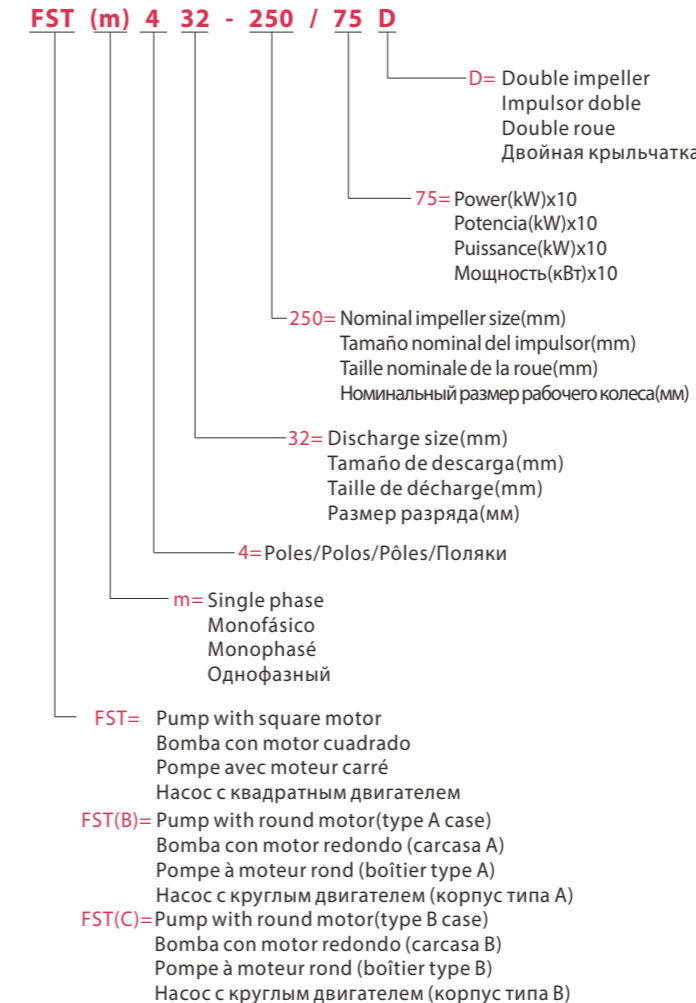 FST (m) 4 32 - 250 / 75 D
D= Double impeller
Impulsor doble
Double roue
Двойная крыльчатка
75= Power(kW)x10
Potencia(kW)x10
Puissance(kW)x10
Мощность(кВт)x10
250= Nominal impeller size(mm)
Tamaño nominal del impulsor(mm)
Taille nominale de la roue(mm)
Номинальный размер рабочего колеса(мм)
32= Discharge size(mm)
Tamaño de descarga(mm)
Taille de décharge(mm)
Размер разряда(мм)
4=Poles/Polos/Pôles/Поляки
m= Single phase
Monofásico
Monophasé
Однофазный
FST= Pump with square motor
Bomba con motor cuadrado
Pompe avec moteur carré
Насос с квадратным двигателем
FST(B)= Pump with round motor(type A case)
Bomba con motor redondo (carcasa A)
Pompe à moteur rond (boîtier type A)
Насос с круглым двигателем (корпус типа A)
FST(C)=Pump with round motor(type B case)
Bomba con motor redondo (carcasa B)
Pompe à moteur rond (boîtier type B)
Насос с круглым двигателем (корпус типа B)